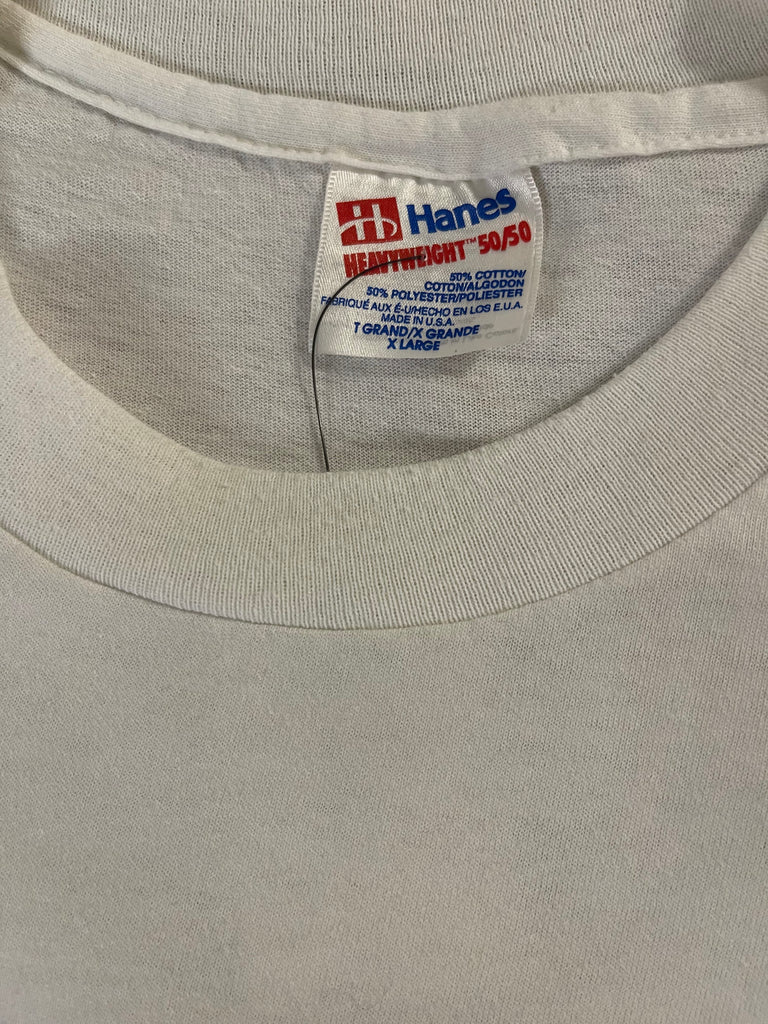 Hanes
HEAVYWEIGHT™ 50/50
50% COTTON/
COTON/ALGODON
50% POLYESTER/POLIESTER
FABRIQUÉ AUX É-U/HECHO EN LOS E.U.A.
MADE IN U.S.A.
T GRAND/X GRANDE
X LARGE